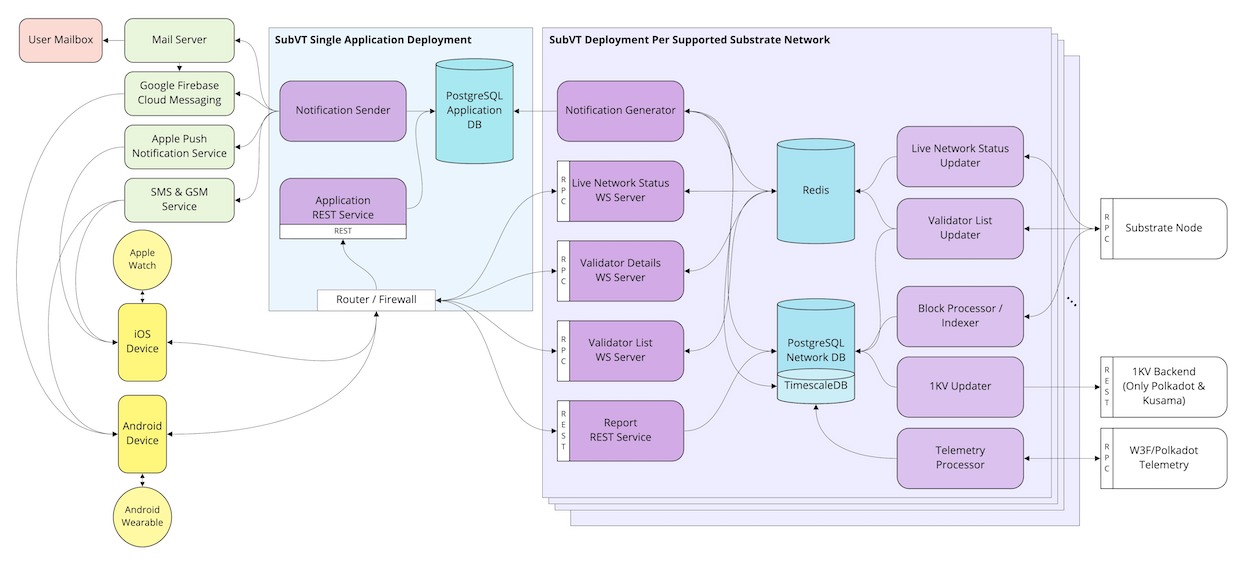 User Mailbox
Mail Server
Google Firebase
Cloud Messaging
Apple Push
Notification Service
SMS & GSM
Service
Apple
Watch
iOS
Device
Android
Device
Android
Wearable
SubVT Single Application Deployment
Notification Sender
PostgreSQL
Application
DB
Application
REST Service
REST
Router / Firewall
SubVT Deployment Per Supported Substrate Network
Notification Generator
RPC
Live Network Status
WS Server
RPC
Validator Details
WS Server
RPC
Validator List
WS Server
REST
Report
REST Service
Redis
PostgreSQL
Network DB
TimescaleDB
Live Network Status
Updater
Validator List
Updater
Block Processor /
Indexer
1KV Updater
Telemetry
Processor
RPC
Substrate Node
REST
1KV Backend
(Only Polkadot &
Kusama)
RPC
W3F/Polkadot
Telemetry